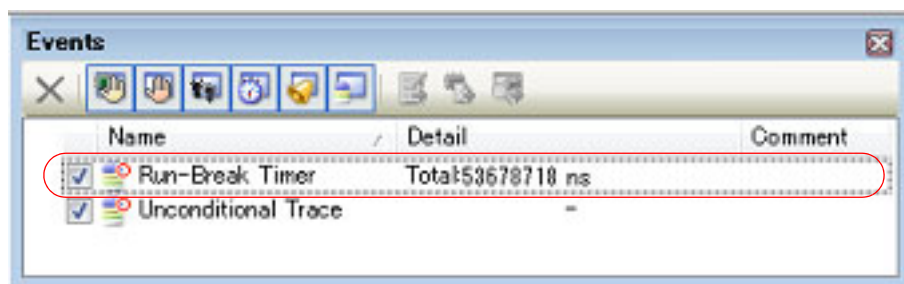 Events
Name Detail Comment
Run-Break Timer Total:53678718 ns
Unconditional Trace -